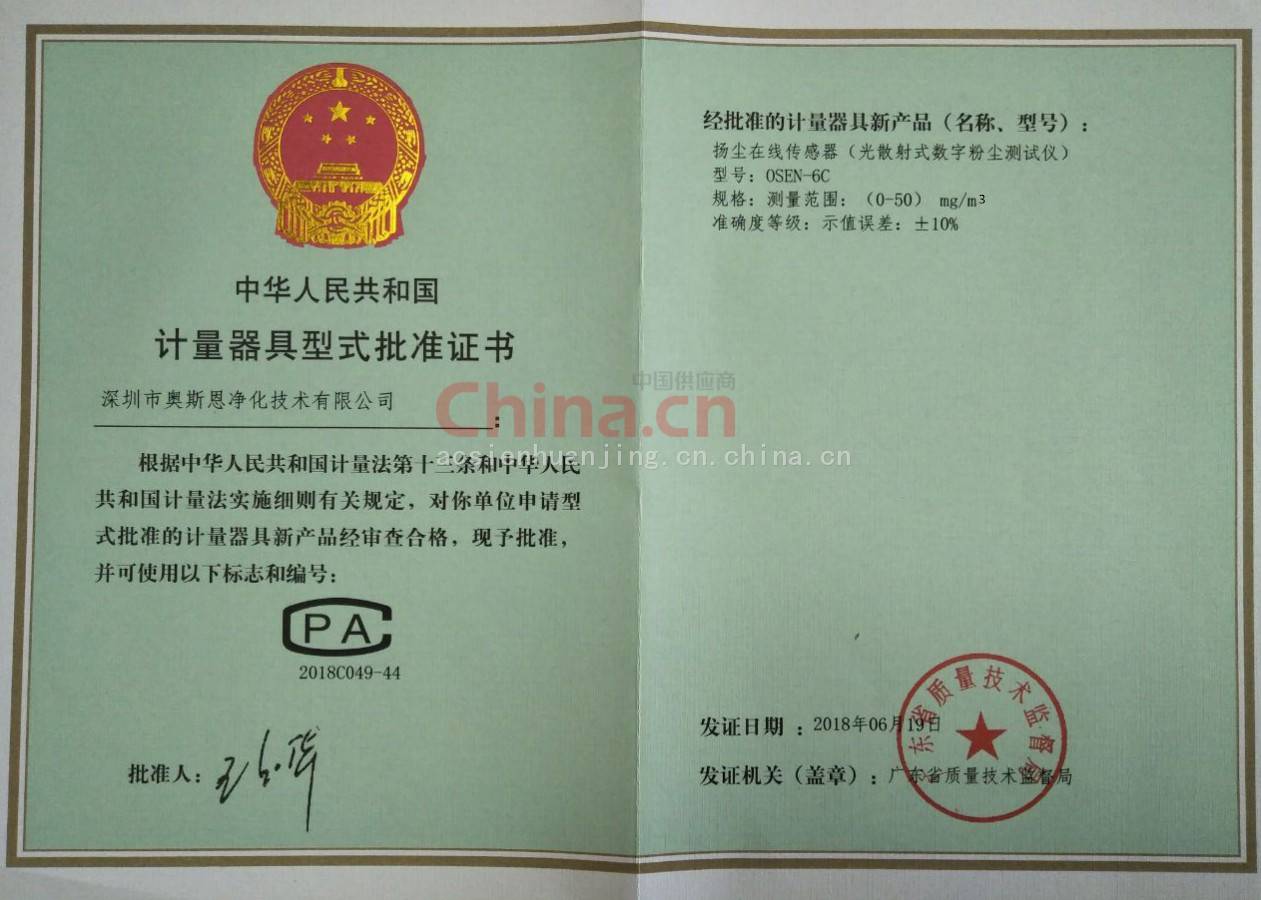 中华人民共和国
计量器具型式批准证书
深圳市奥斯恩净化技术有限公司
:
根据中华人民共和国计量法第十三条和中华人民
共和国计量法实施细则有关规定，对你单位申请型
式批准的计量器具新产品经审查合格，现予批准，
并可使用以下标志和编号：
CPA
2018C049-44
批准人：
经批准的计量器具新产品（名称、型号）：
扬尘在线传感器（光散射式数字粉尘测试仪）
型号：OSEN-6C
规格：测量范围：（0-50） mg/m³
准确度等级：示值误差：±10%
发证日期：2018年06月19日
发证机关（盖章）：广东省质量技术监督局
广东省质量技术监督局
中国供应商
China.cn
aosienhuanjing.cn.china.cn